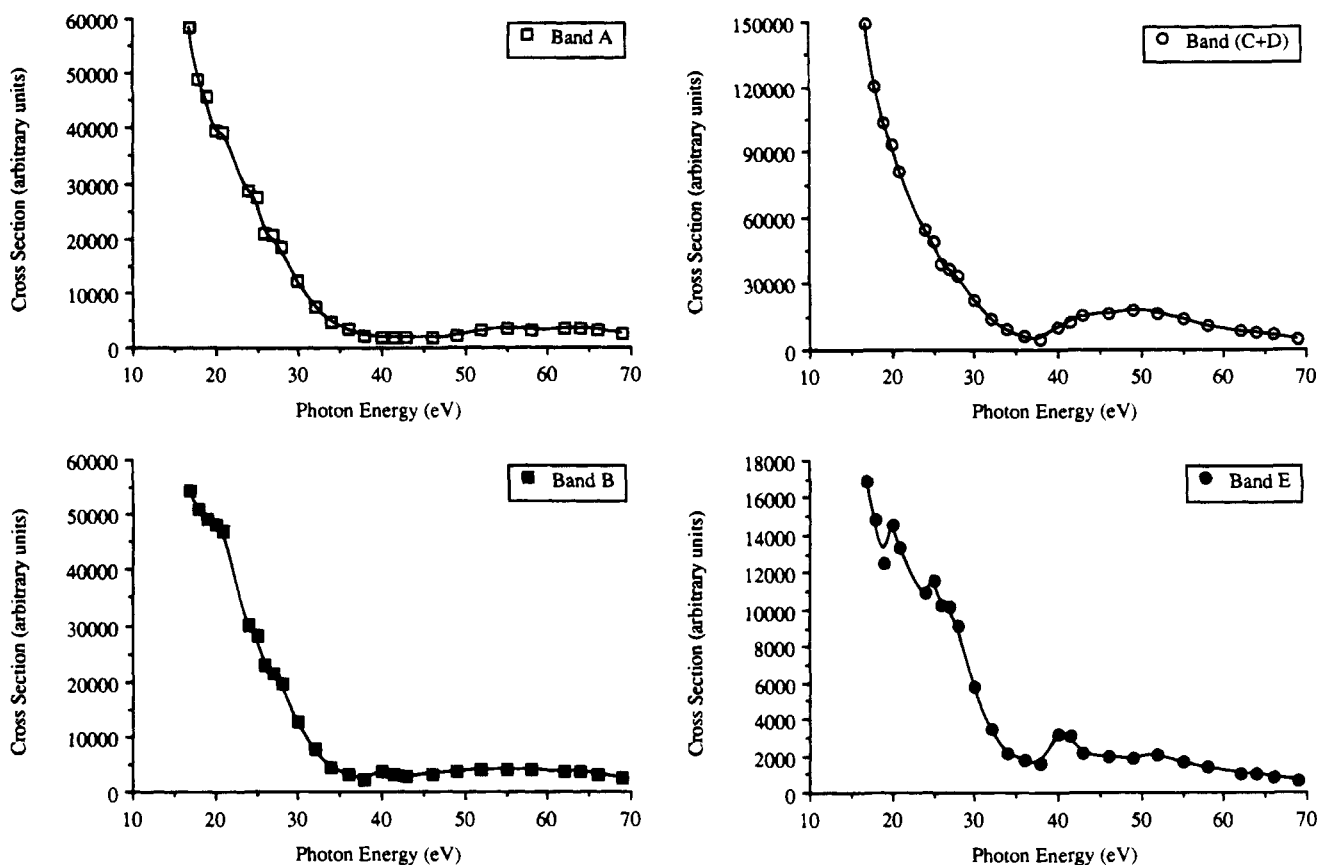 Band A
Cross Section (arbitrary units)
60000
50000
40000
30000
20000
10000
0
10 20 30 40 50 60 70
Photon Energy (eV)
Band (C+D)
Cross Section (arbitrary units)
150000
120000
90000
60000
30000
0
10 20 30 40 50 60 70
Photon Energy (eV)
Band B
Cross Section (arbitrary units)
60000
50000
40000
30000
20000
10000
0
10 20 30 40 50 60 70
Photon Energy (eV)
Band E
Cross Section (arbitrary units)
18000
16000
14000
12000
10000
8000
6000
4000
2000
0
10 20 30 40 50 60 70
Photon Energy (eV)